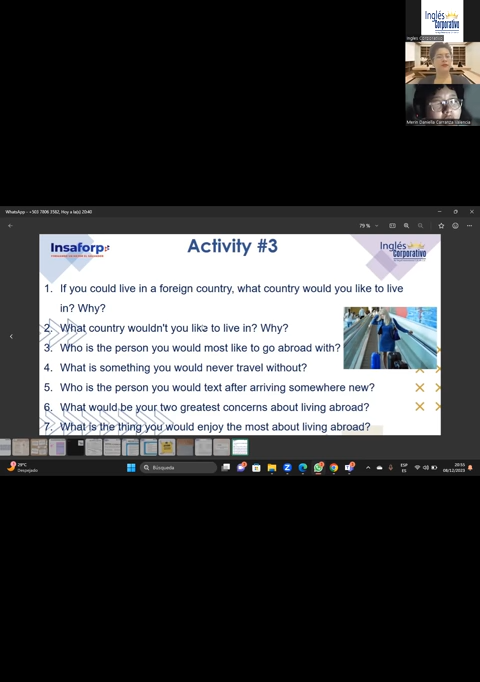 Inglés
Corporativo
Inglés Corporativo
Merin Danielle Carranza Valencia
WhatsApp - +503 7806 3582, Hoy a la(s) 20:40
79 %
Insaforp
Activity #3
Inglés
Corporativo
1. If you could live in a foreign country, what country would you like to live
in? Why?
2. What country wouldn't you like to live in? Why?
3. Who is the person you would most like to go abroad with?
4. What is something you would never travel without?
5. Who is the person you would text after arriving somewhere new?
6. What would be your two greatest concerns about living abroad?
7. What is the thing you would enjoy the most about living abroad?
29°C
Despejado
Búsqueda
ESP
ES
20:55
08/12/2023